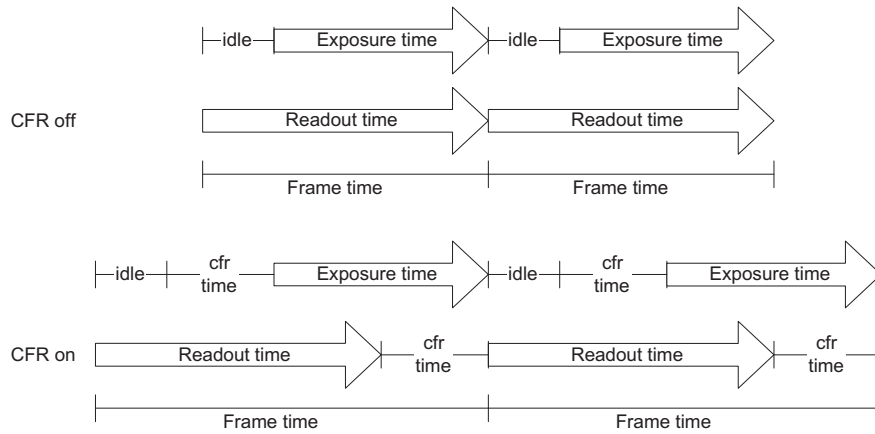 idle Exposure time idle Exposure time
CFR off Readout time Readout time
Frame time Frame time
idle cfr time Exposure time idle cfr time Exposure time
CFR on Readout time cfr time Readout time cfr time
Frame time Frame time